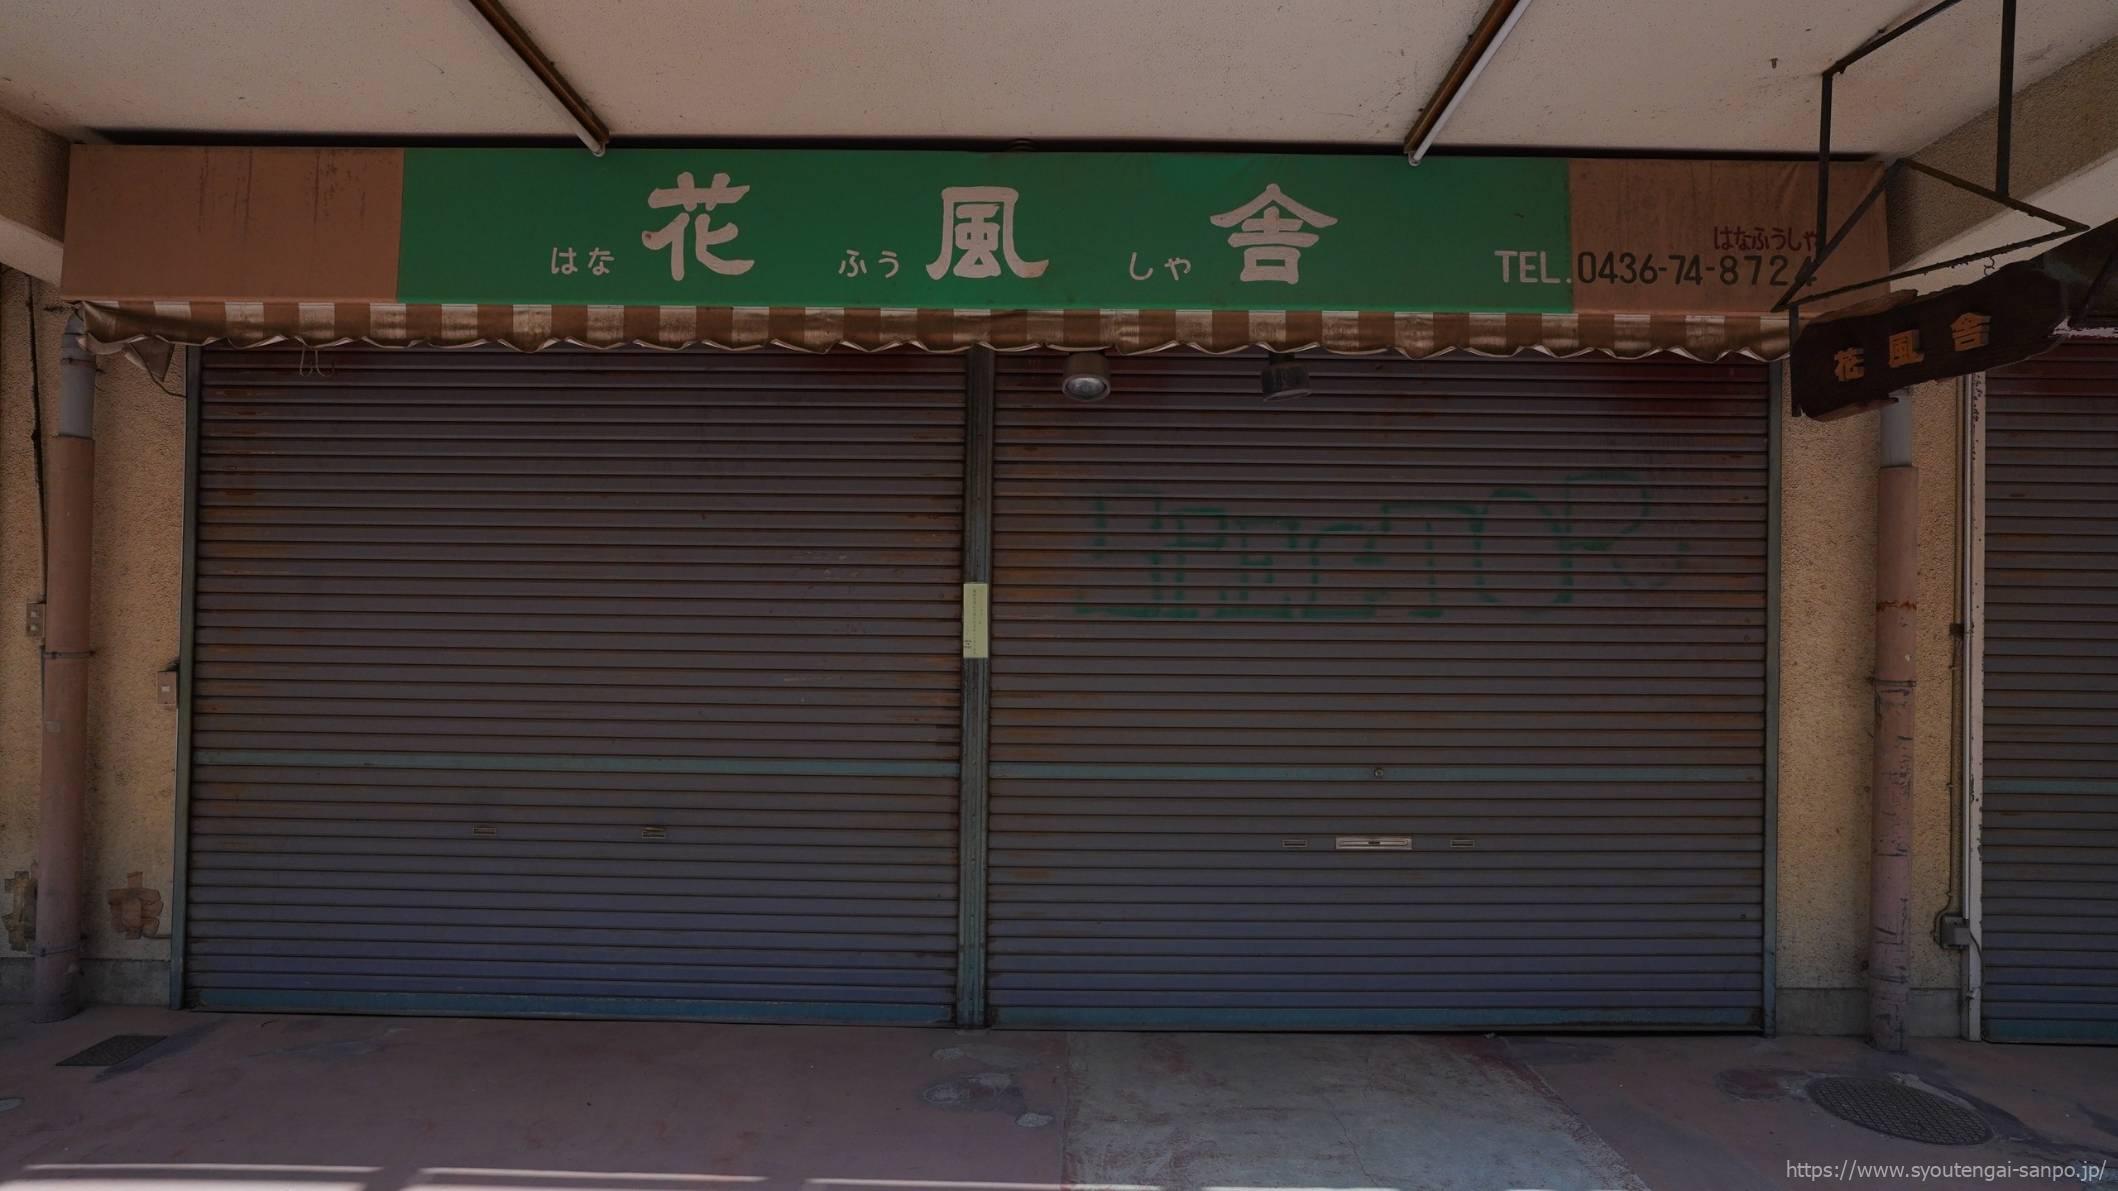 はな 花 ふう 風 しゃ 舎
はなふうしゃ
TEL.0436-74-8724
花風舎
SPECTOR
https://www.syoutengai-sanpo.jp/